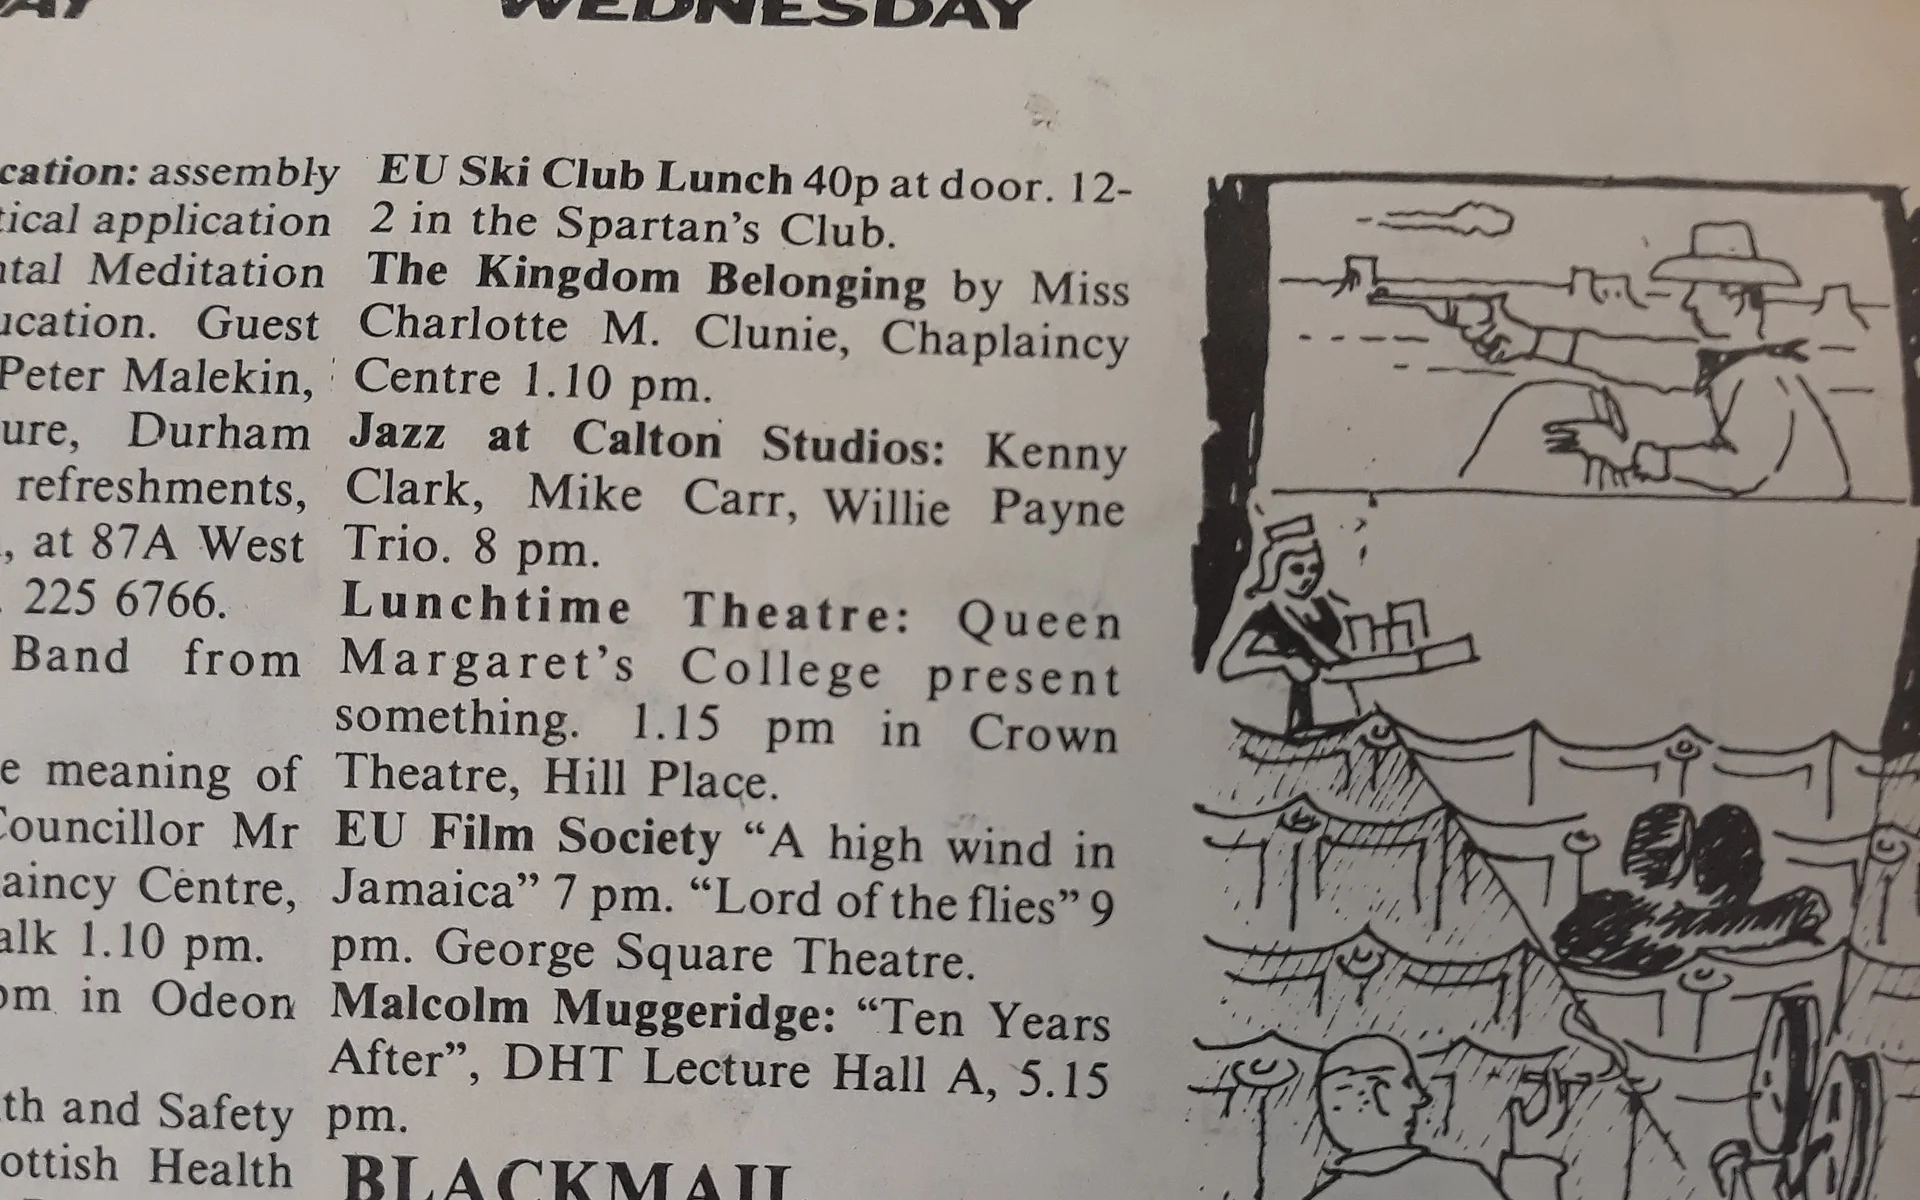 WEDNESDAY
cation: assembly
tical application
ntal Meditation
ucation. Guest
Peter Malekin,
ure, Durham
refreshments,
, at 87A West
225 6766.
Band from
e meaning of
Councillor Mr
aincy Centre,
alk 1.10 pm.
pm in Odeon
th and Safety
ottish Health
EU Ski Club Lunch 40p at door. 12-
2 in the Spartan's Club.
The Kingdom Belonging by Miss
Charlotte M. Clunie, Chaplaincy
Centre 1.10 pm.
Jazz at Calton Studios: Kenny
Clark, Mike Carr, Willie Payne
Trio. 8 pm.
Lunchtime Theatre: Queen
Margaret's College present
something. 1.15 pm in Crown
Theatre, Hill Place.
EU Film Society “A high wind in
Jamaica” 7 pm. “Lord of the flies” 9
pm. George Square Theatre.
Malcolm Muggeridge: “Ten Years
After”, DHT Lecture Hall A, 5.15
pm.
BLACKMAIL